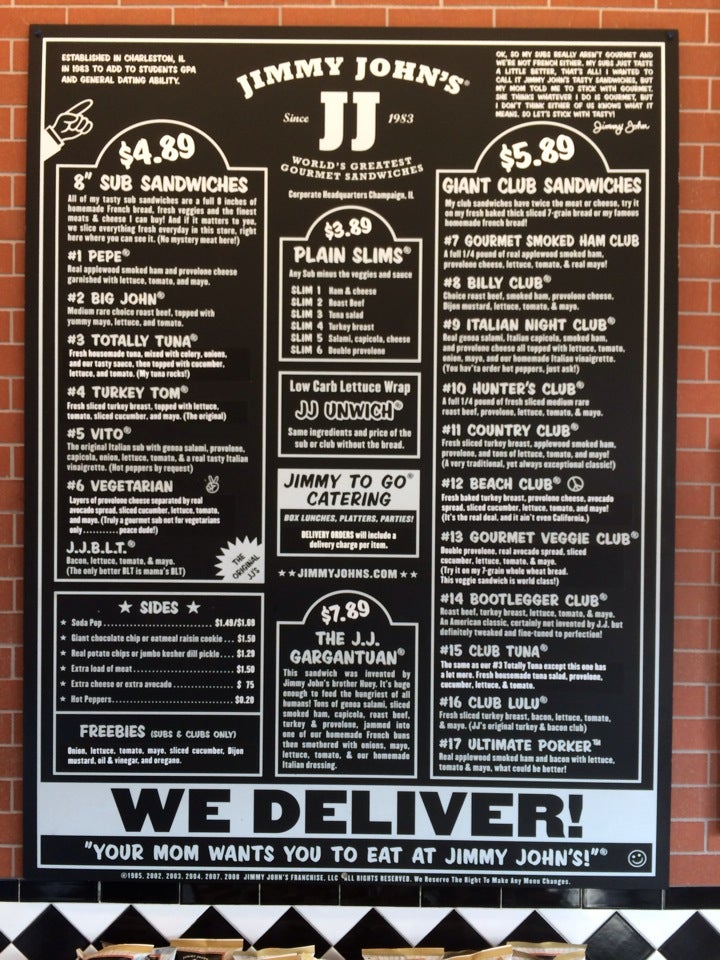 ESTABLISHED IN CHARLESTON, IL
IN 1983 TO ADD TO STUDENTS GPA
AND GENERAL DATING ABILITY.
JIMMY JOHN'S®
Since JJ 1983
WORLD'S GREATEST
GOURMET SANDWICHES
Corporate Headquarters Champaign, IL
OK, SO MY SUBS REALLY AREN'T GOURMET AND
WE'RE NOT FRENCH EITHER. MY SUBS JUST TASTE
A LITTLE BETTER, THAT'S ALL! I WANTED TO
CALL IT JIMMY JOHN'S TASTY SANDWICHES, BUT
MY MOM TOLD ME TO STICK WITH GOURMET.
SHE THINKS WHATEVER I DO IS GOURMET, BUT
I DON'T THINK EITHER OF US KNOWS WHAT IT
MEANS. SO LET'S STICK WITH TASTY!
Jimmy John
$4.89
8" SUB SANDWICHES
All of my tasty sub sandwiches are a full 8 inches of
homemade French bread, fresh veggies and the finest
meats & cheese I can buy! And if it matters to you,
we slice everything fresh everyday in this store, right
here where you can see it. (No mystery meat here!)
#1 PEPE®
Real applewood smoked ham and provolone cheese
garnished with lettuce, tomato, and mayo.
#2 BIG JOHN®
Medium rare choice roast beef, topped with
yummy mayo, lettuce, and tomato.
#3 TOTALLY TUNA®
Fresh housemade tuna, mixed with celery, onions,
and our tasty sauce, then topped with cucumber,
lettuce, and tomato. (My tuna rocks!)
#4 TURKEY TOM®
Fresh sliced turkey breast, topped with lettuce,
tomato, sliced cucumber, and mayo. (The original)
#5 VITO®
The original Italian sub with genoa salami, provolone,
capicola, onion, lettuce, tomato, & a real tasty Italian
vinaigrette. (Hot peppers by request)
#6 VEGETARIAN
Layers of provolone cheese separated by real
avocado spread, sliced cucumber, lettuce, tomato,
and mayo. (Truly a gourmet sub not for vegetarians
only .......... peace dude!)
J.J.B.L.T.®
Bacon, lettuce, tomato, & mayo.
(The only better BLT is mama's BLT)
THE
ORIGINAL
JJ'S
★ SIDES ★
★ Soda Pop .......... $1.49/$1.69
★ Giant chocolate chip or oatmeal raisin cookie ... $1.50
★ Real potato chips or jumbo kosher dill pickle .... $1.29
★ Extra load of meat .......... $1.50
★ Extra cheese or extra avocado .......... $ 75
★ Hot Peppers .......... $0.20
FREEBIES (SUBS & CLUBS ONLY)
Onion, lettuce, tomato, mayo, sliced cucumber, Dijon
mustard, oil & vinegar, and oregano.
$3.89
PLAIN SLIMS®
Any Sub minus the veggies and sauce
SLIM 1 Ham & cheese
SLIM 2 Roast Beef
SLIM 3 Tuna salad
SLIM 4 Turkey breast
SLIM 5 Salami, capicola, cheese
SLIM 6 Double provolone
Low Carb Lettuce Wrap
JJ UNWICH®
Same ingredients and price of the
sub or club without the bread.
JIMMY TO GO®
CATERING
BOX LUNCHES, PLATTERS, PARTIES!
DELIVERY ORDERS will include a
delivery charge per item.
★★ JIMMYJOHNS.COM ★★
$7.89
THE J.J.
GARGANTUAN®
This sandwich was invented by
Jimmy John's brother Huey. It's huge
enough to feed the hungriest of all
humans! Tons of genoa salami, sliced
smoked ham, capicola, roast beef,
turkey & provolone, jammed into
one of our homemade French buns
then smothered with onions, mayo,
lettuce, tomato, & our homemade
Italian dressing.
$5.89
GIANT CLUB SANDWICHES
My club sandwiches have twice the meat or cheese, try it
on my fresh baked thick sliced 7-grain bread or my famous
homemade french bread!
#7 GOURMET SMOKED HAM CLUB
A full 1/4 pound of real applewood smoked ham,
provolone cheese, lettuce, tomato, & real mayo!
#8 BILLY CLUB®
Choice roast beef, smoked ham, provolone cheese,
Dijon mustard, lettuce, tomato, & mayo.
#9 ITALIAN NIGHT CLUB®
Real genoa salami, Italian capicola, smoked ham,
and provolone cheese all topped with lettuce, tomato,
onion, mayo, and our homemade Italian vinaigrette.
(You hav'ta order hot peppers, just ask!)
#10 HUNTER'S CLUB®
A full 1/4 pound of fresh sliced medium rare
roast beef, provolone, lettuce, tomato, & mayo.
#11 COUNTRY CLUB®
Fresh sliced turkey breast, applewood smoked ham,
provolone, and tons of lettuce, tomato, and mayo!
(A very traditional, yet always exceptional classic!)
#12 BEACH CLUB®
Fresh baked turkey breast, provolone cheese, avocado
spread, sliced cucumber, lettuce, tomato, and mayo!
(It's the real deal, and it ain't even California.)
#13 GOURMET VEGGIE CLUB®
Double provolone, real avocado spread, sliced
cucumber, lettuce, tomato, & mayo.
(Try it on my 7-grain whole wheat bread.
This veggie sandwich is world class!)
#14 BOOTLEGGER CLUB®
Roast beef, turkey breast, lettuce, tomato, & mayo.
An American classic, certainly not invented by J.J. but
definitely tweaked and fine-tuned to perfection!
#15 CLUB TUNA®
The same as our #3 Totally Tuna except this one has
a lot more. Fresh housemade tuna salad, provolone,
cucumber, lettuce, & tomato.
#16 CLUB LULU®
Fresh sliced turkey breast, bacon, lettuce, tomato,
& mayo. (JJ's original turkey & bacon club)
#17 ULTIMATE PORKER™
Real applewood smoked ham and bacon with lettuce,
tomato & mayo, what could be better!
WE DELIVER!
"YOUR MOM WANTS YOU TO EAT AT JIMMY JOHN'S!"®
©1985, 2002, 2003, 2004, 2007, 2008 JIMMY JOHN'S FRANCHISE, LLC ALL RIGHTS RESERVED. We Reserve The Right To Make Any Menu Changes.